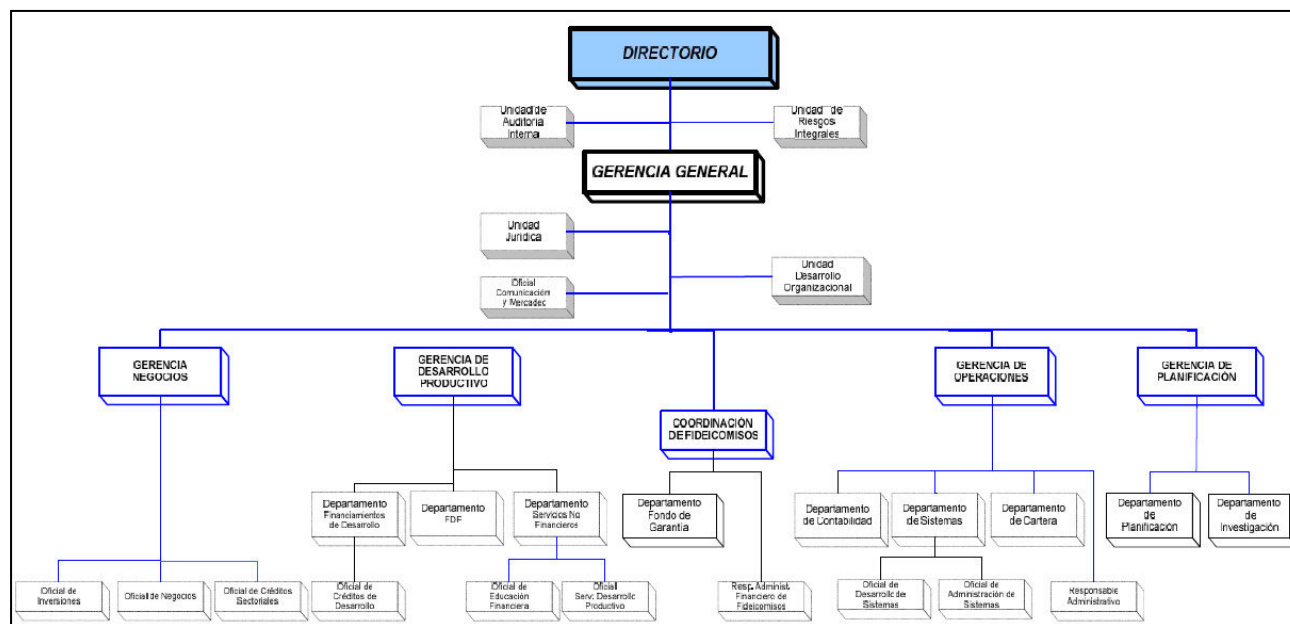 DIRECTORIO
Unidad de
Auditoria
Interna
Unidad de
Riesgos
Integrales
GERENCIA GENERAL
Unidad
Jurídica
Unidad
Desarrollo
Organizacional
Oficial
Comunicación
y Mercadeo
GERENCIA
NEGOCIOS
GERENCIA DE
DESARROLLO
PRODUCTIVO
GERENCIA DE
OPERACIONES
GERENCIA DE
PLANIFICACIÓN
COORDINACIÓN
DE FIDEICOMISOS
Departamento
Financiamientos
de Desarrollo
Departamento
Departamento
Servicios No
Financieros
Departamento
Fondo de
Garantía
Departamento
de Contabilidad
Departamento
de Sistemas
Departamento
de Cartera
Departamento
de
Planificación
Departamento
de
Investigación
Oficial de
Inversiones
Oficial de Negocios
Oficial de Créditos
Sectoriales
Oficial de
Créditos de
Desarrollo
Oficial de
Educación
Financiera
Oficial
Serv. Desarrollo
Productivo
Resp. Administ.
Financiero de
Fideicomisos
Oficial de
Desarrollo de
Sistemas
Oficial de
Administración de
Sistemas
Responsable
Administrativo